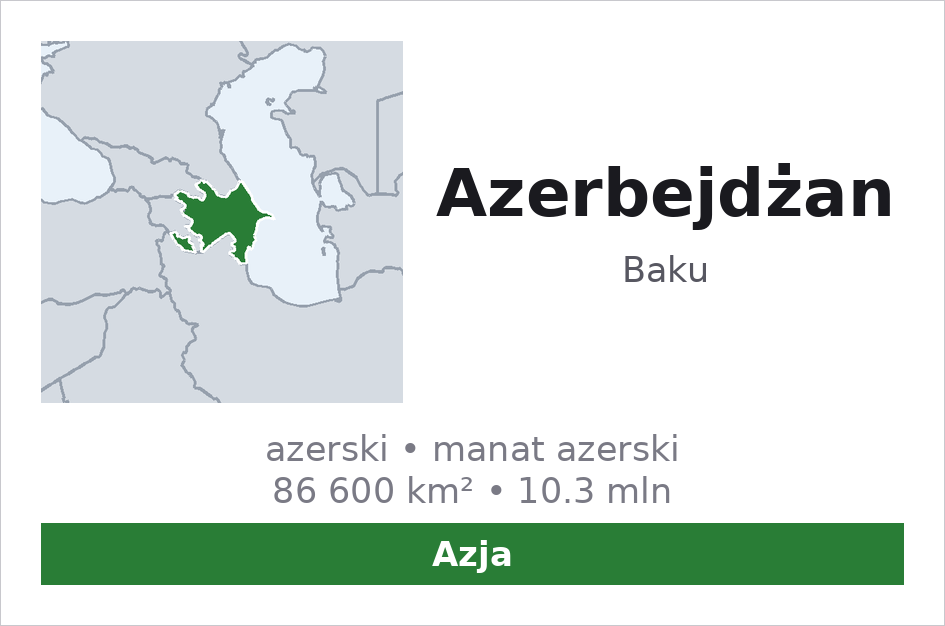 Azerbejdżan
Baku
azerski • manat azerski
86 600 km² • 10.3 mln
Azja